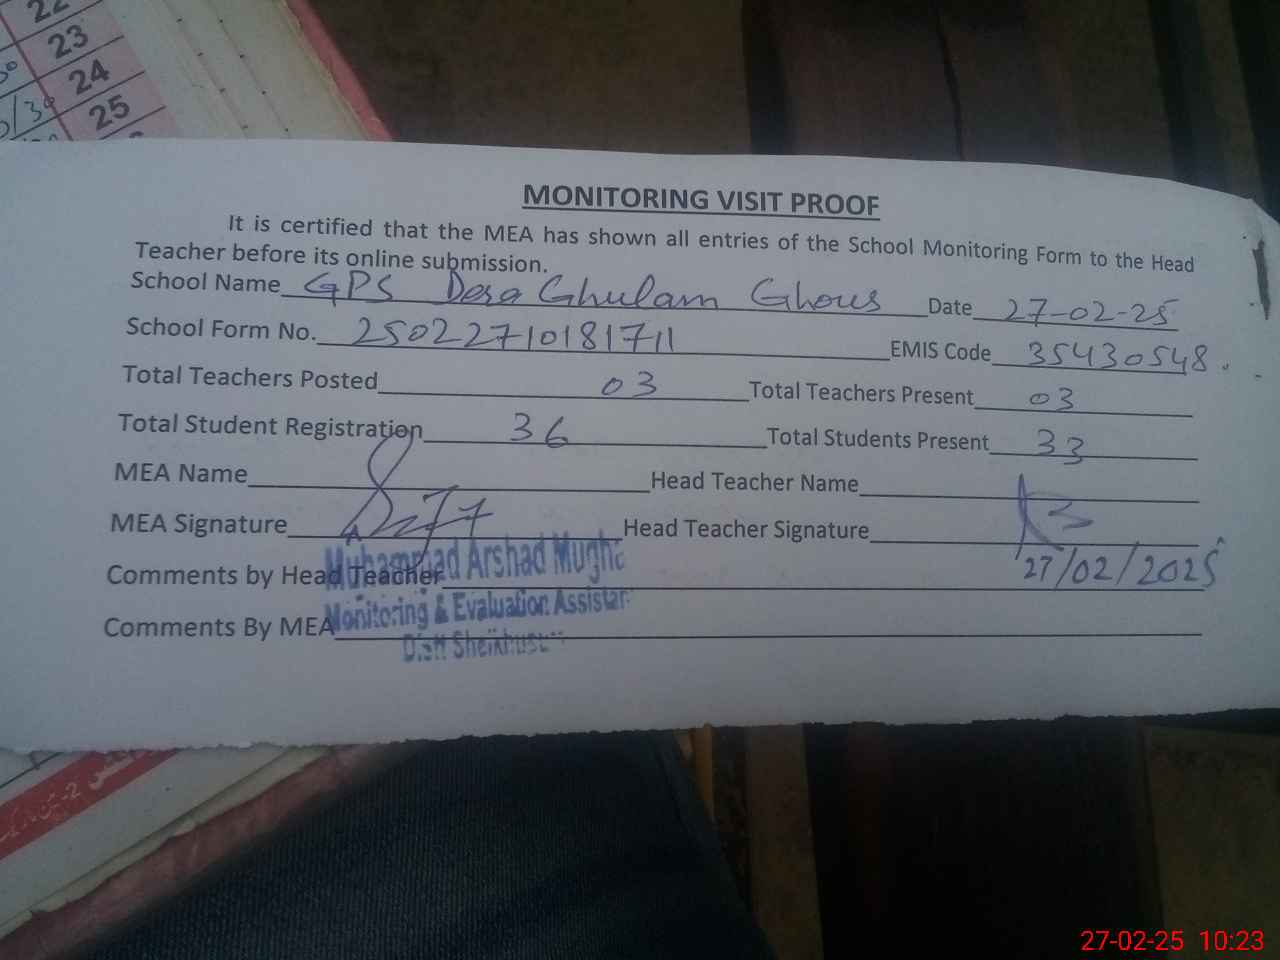 22
23
24
25
MONITORING VISIT PROOF
It is certified that the MEA has shown all entries of the School Monitoring Form to the Head
Teacher before its online submission.
School Name GPS Dera Ghulam Ghous Date 27-02-25
School Form No. 25022710181711 EMIS Code 35430548.
Total Teachers Posted 03 Total Teachers Present 03
Total Student Registration 36 Total Students Present 33
MEA Name Head Teacher Name
MEA Signature Head Teacher Signature
Muhammad Arshad Mugha
27/02/2025
Comments by Head Teacher
Monitoring & Evaluation Assistan
Comments By MEA
Distt
27-02-25 10:23